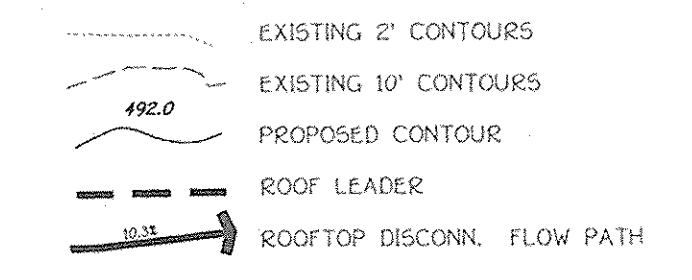 EXISTING 2' CONTOURS
EXISTING 10' CONTOURS
492.0
PROPOSED CONTOUR
ROOF LEADER
10.3%
ROOFTOP DISCONN. FLOW PATH